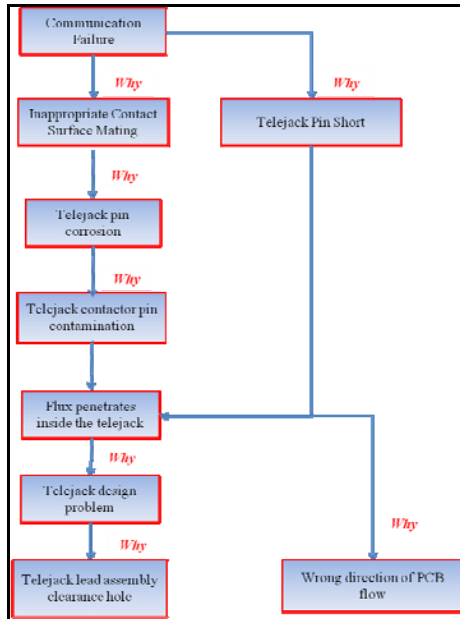 Communication
Failure
Why
Why
Inappropriate Contact
Surface Mating
Telejack Pin Short
Why
Telejack pin
corrosion
Why
Telejack contactor pin
contamination
Flux penetrates
inside the telejack
Why
Telejack design
problem
Why
Why
Telejack lead assembly
clearance hole
Wrong direction of PCB
flow